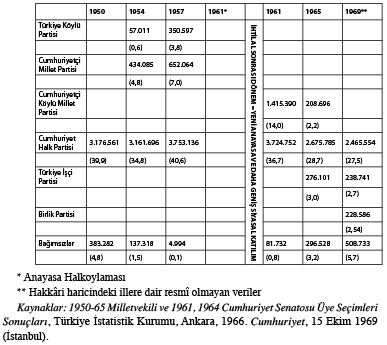 1950 1954 1957 1961* 1961 1965 1969**
Türkiye Köylü 57.011 350.597
Partisi
(0,6) (3,8)
Cumhuriyetçi 434.085 652.064
Millet Partisi
(4,8) (7,0)
Cumhuriyetçi 1.415.390 208.696
Köylü Millet
Partisi
(14,0) (2,2)
Cumhuriyet 3.176.561 3.161.696 3.753.136 3.724.752 2.675.785 2.465.554
Halk Partisi
(39,9) (34,8) (40,6) (36,7) (28,7) (27,5)
Türkiye İşçi 276.101 238.741
Partisi
(3,0) (2,7)
Birlik Partisi 228.586
(2,54)
Bağımsızlar 383.282 137.318 4.994 81.732 296.528 508.733
(4,8) (1,5) (0,1) (0,8) (3,2) (5,7)
İHTİLAL SONRASI DÖNEM – YENİ ANAYASA VE DAHA GENİŞ SİYASAL KATILIM
* Anayasa Halkoylaması
** Hakkâri haricindeki illere dair resmî olmayan veriler
Kaynaklar: 1950-65 Milletvekili ve 1961, 1964 Cumhuriyet Senatosu Üye Seçimleri
Sonuçları, Türkiye İstatistik Kurumu, Ankara, 1966. Cumhuriyet, 15 Ekim 1969
(İstanbul).